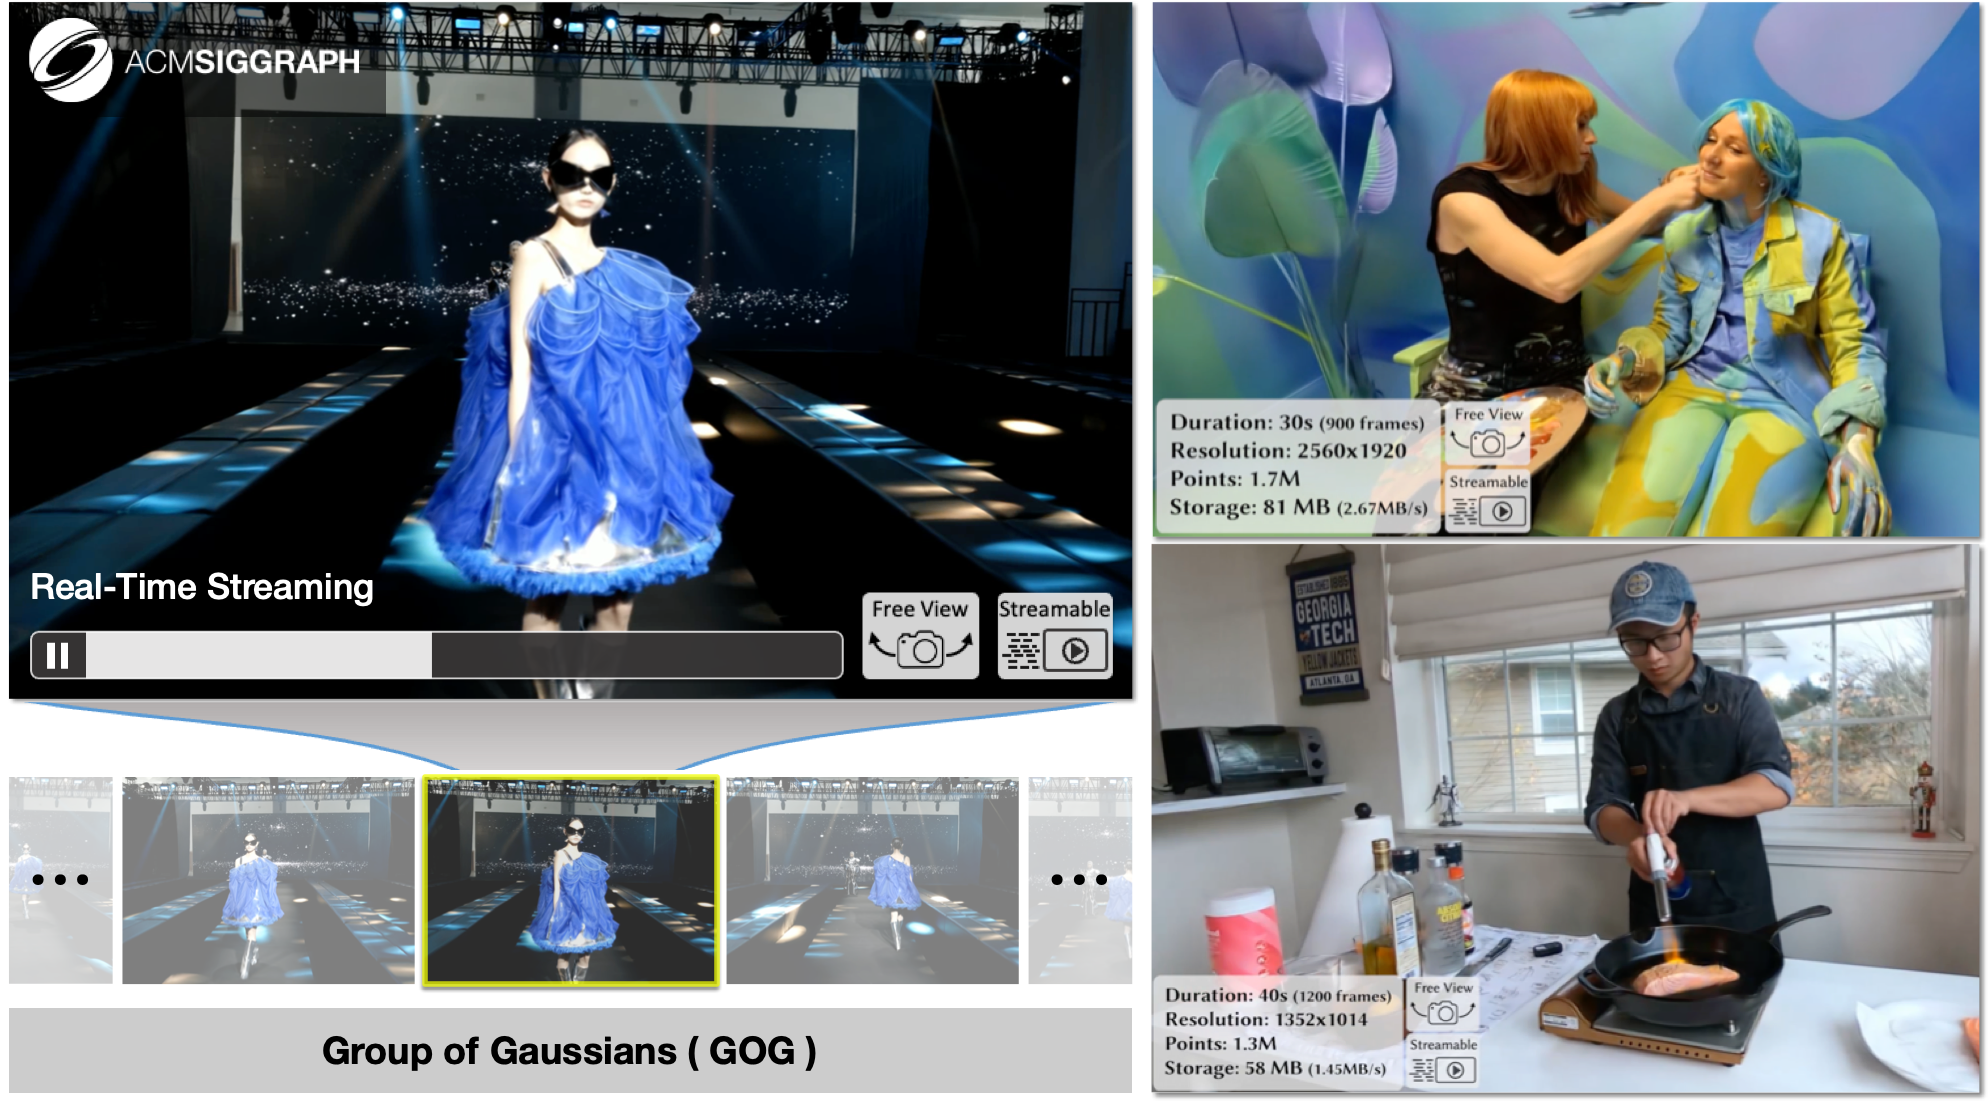 ACMSIGGRAPH
Real-Time Streaming
Free View
Streamable
Group of Gaussians ( GOG )
Duration: 30s (900 frames)
Resolution: 2560x1920
Points: 1.7M
Storage: 81 MB (2.67MB/s)
Free View
Streamable
ESTABLISHED 1885
GEORGIA
TECH
YELLOW JACKETS
ATLANTA, GA
Duration: 40s (1200 frames)
Resolution: 1352x1014
Points: 1.3M
Storage: 58 MB (1.45MB/s)
Free View
Streamable